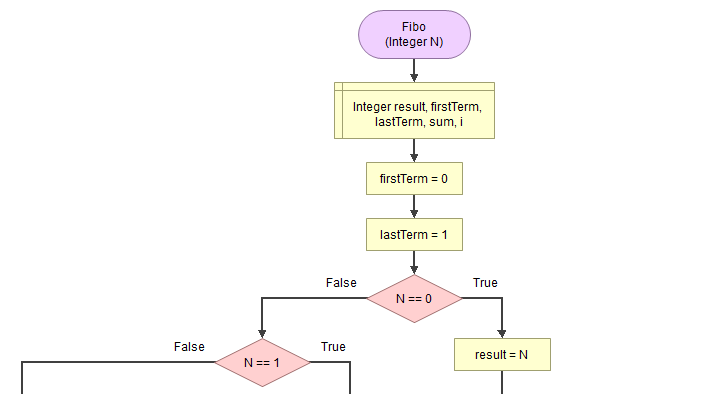 Fibo
(Integer N)
Integer result, firstTerm,
lastTerm, sum, i
firstTerm = 0
lastTerm = 1
False
True
N == 0
False
True
N == 1
result = N